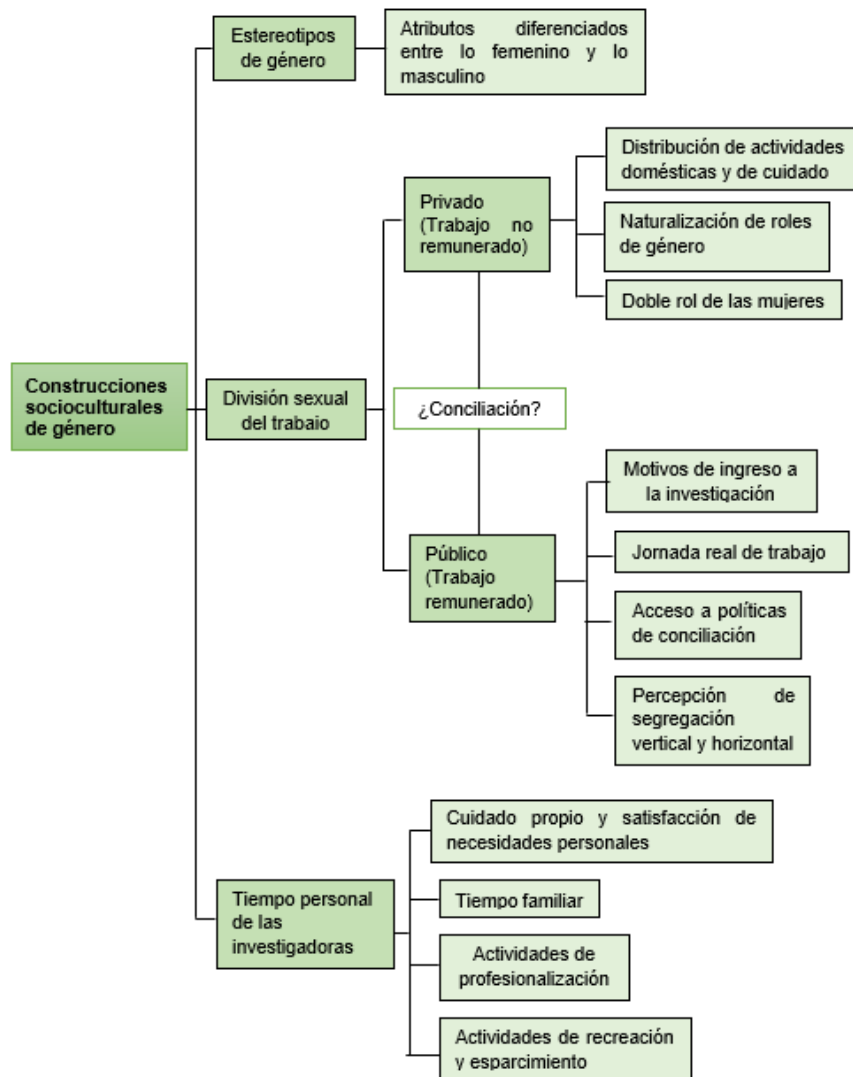 Estereotipos
de género
Atributos diferenciados
entre lo femenino y lo
masculino
Privado
(Trabajo no
remunerado)
Distribución de actividades
domésticas y de cuidado
Naturalización de roles
de género
Doble rol de las mujeres
Construcciones
socioculturales
de género
División sexual
del trabajo
¿Conciliación?
Público
(Trabajo
remunerado)
Motivos de ingreso a
la investigación
Jornada real de trabajo
Acceso a políticas
de conciliación
Percepción de
segregación
vertical y horizontal
Tiempo personal
de las
investigadoras
Cuidado propio y satisfacción de
necesidades personales
Tiempo familiar
Actividades de
profesionalización
Actividades de recreación
y esparcimiento